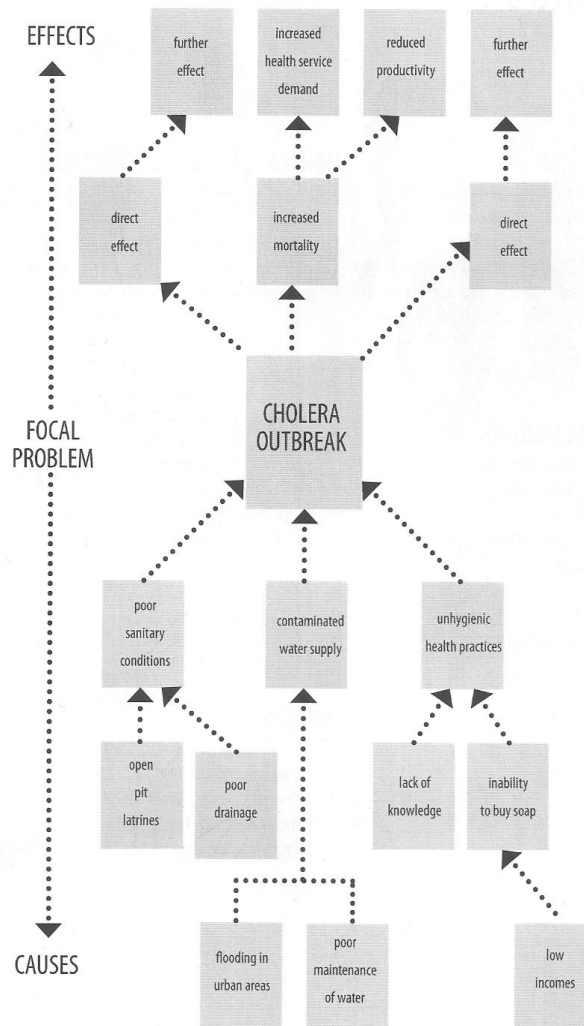 EFFECTS
further
effect
increased
health service
demand
reduced
productivity
further
effect
direct
effect
increased
mortality
direct
effect
FOCAL
PROBLEM
CHOLERA
OUTBREAK
poor
sanitary
conditions
contaminated
water supply
unhygienic
health practices
open
pit
latrines
poor
drainage
lack of
knowledge
inability
to buy soap
CAUSES
flooding in
urban areas
poor
maintenance
of water
low
incomes